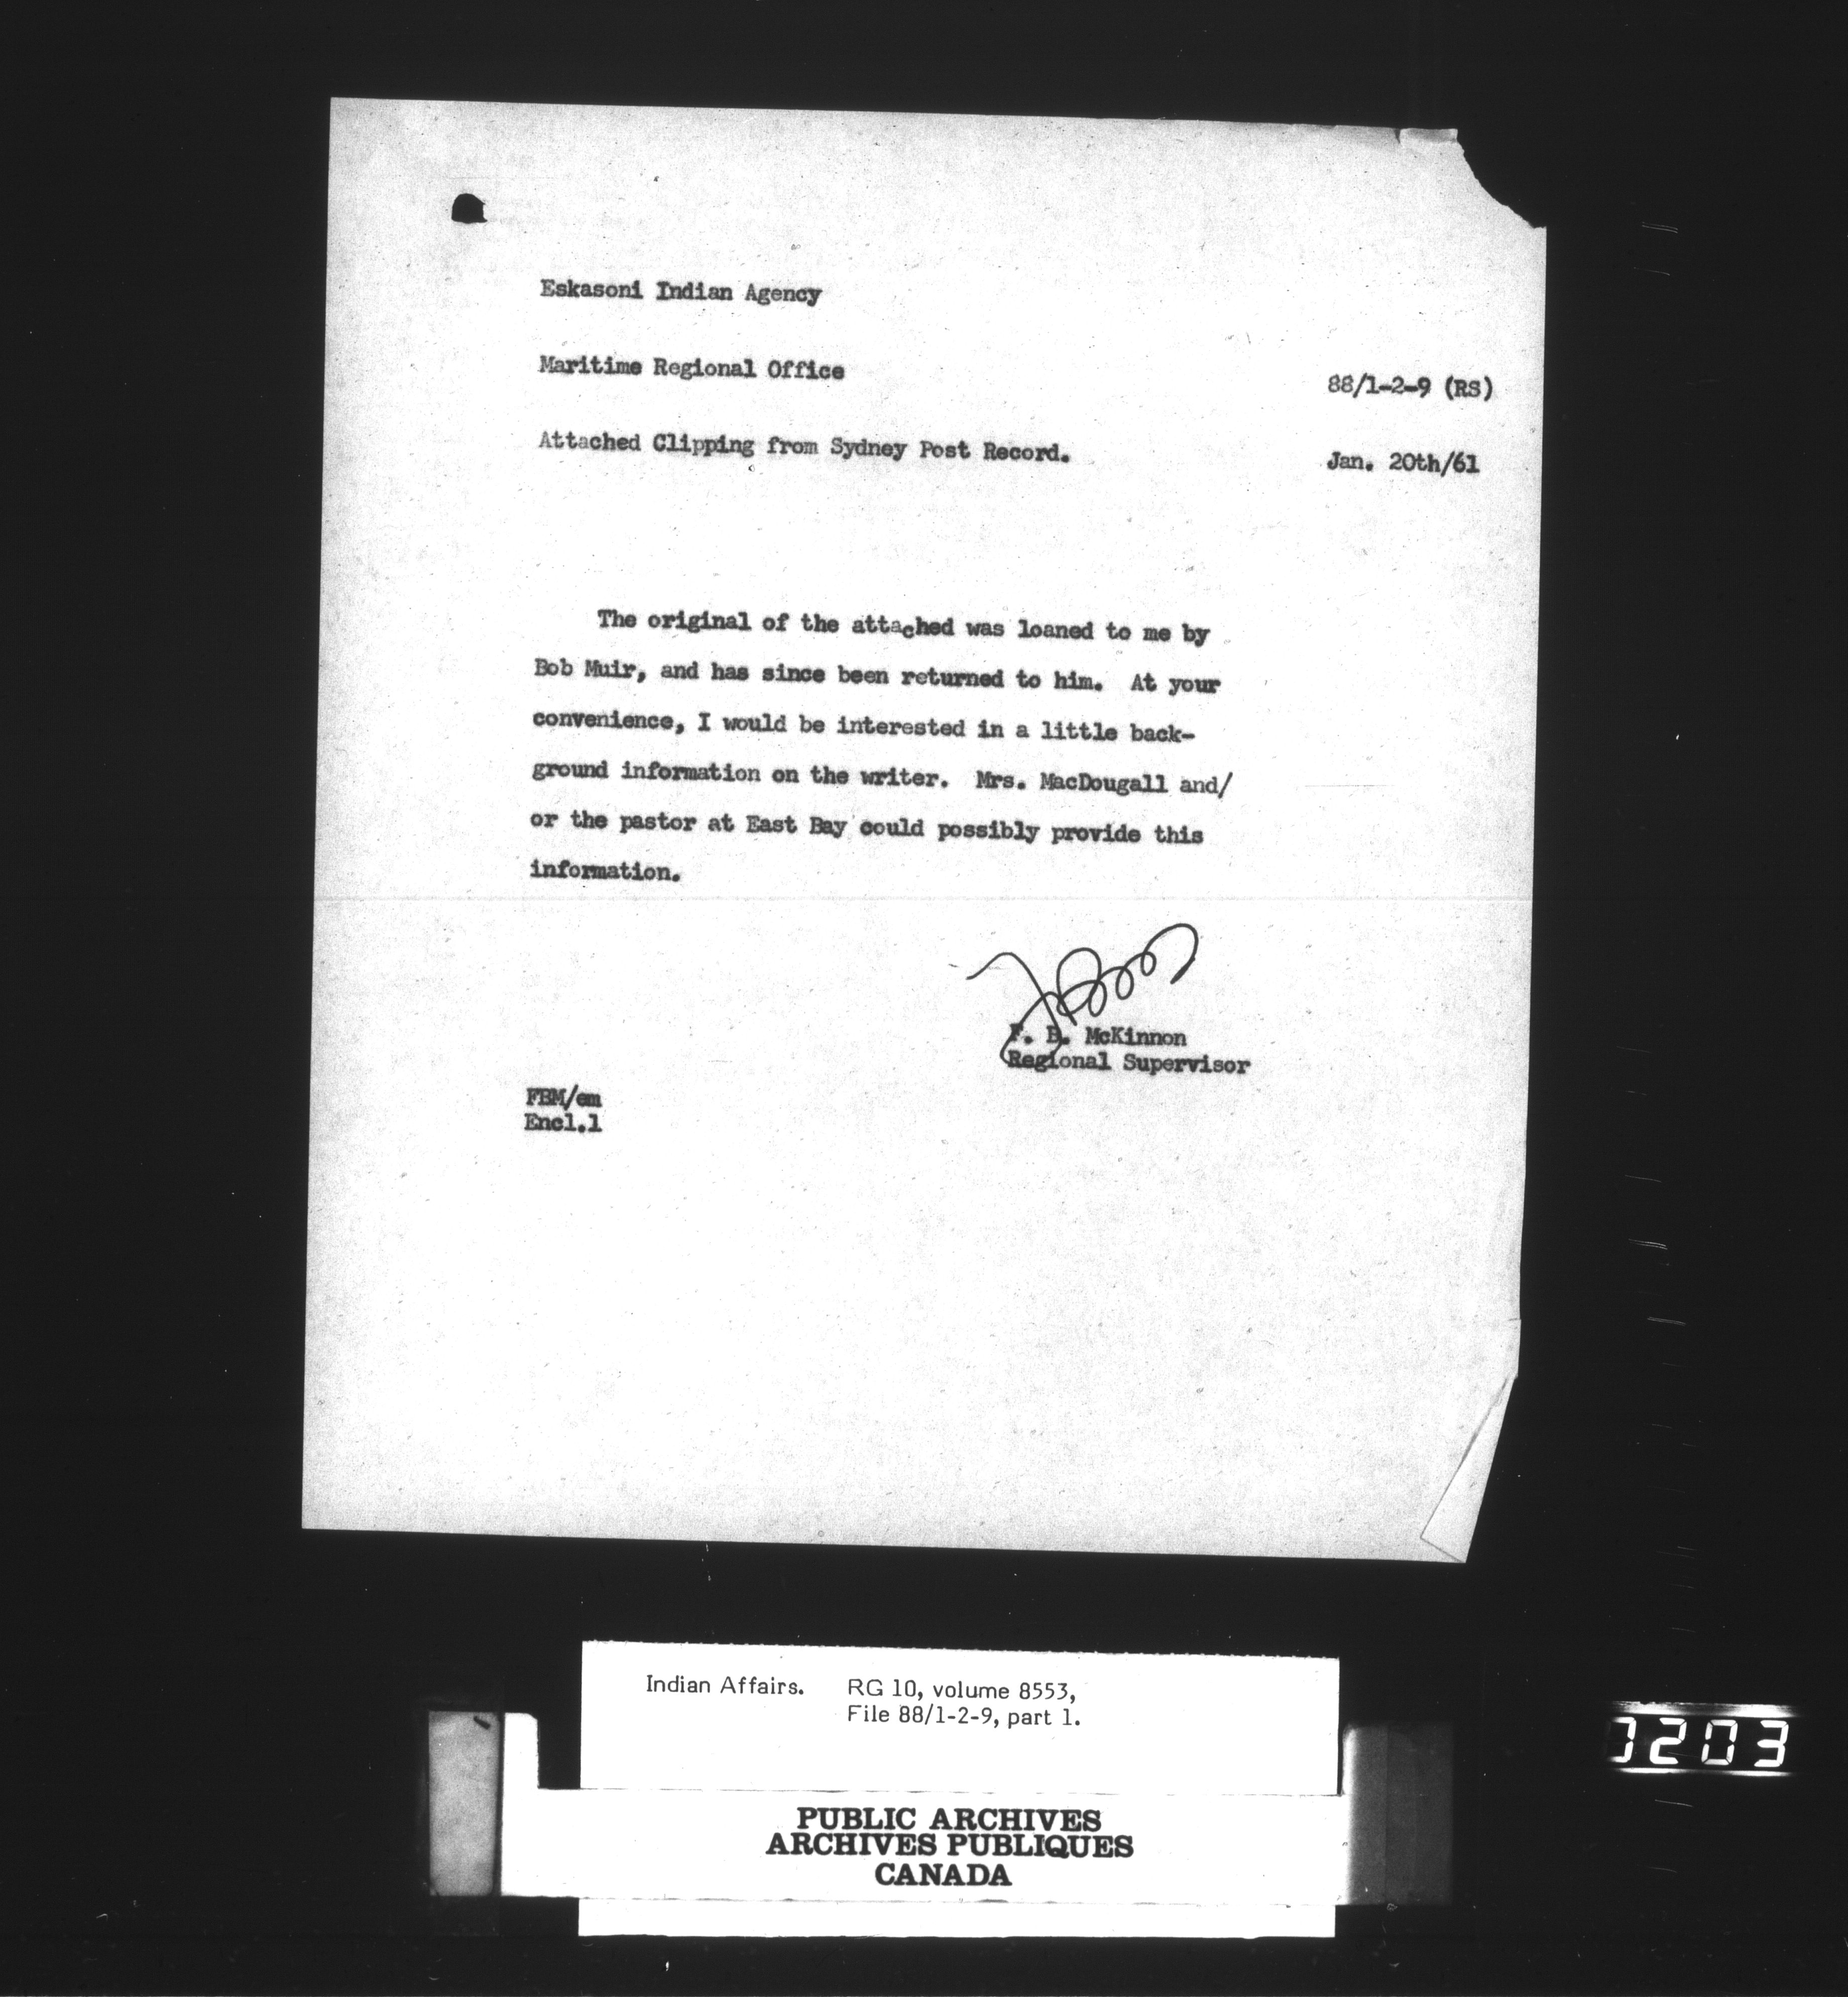 Eskasoni Indian Agency
Maritime Regional Office
88/1-2-9 (RS)
Attached Clipping from Sydney Post Record.
Jan. 20th/61
The original of the attached was loaned to me by
Bob Muir, and has since been returned to him. At your
convenience, I would be interested in a little back-
ground information on the writer. Mrs. MacDougall and/
or the pastor at East Bay could possibly provide this
information.
F. B. McKinnon
Regional Supervisor
FBM/em
Encl.1
Indian Affairs. RG 10, volume 8553,
File 88/1-2-9, part 1.
PUBLIC ARCHIVES
ARCHIVES PUBLIQUES
CANADA